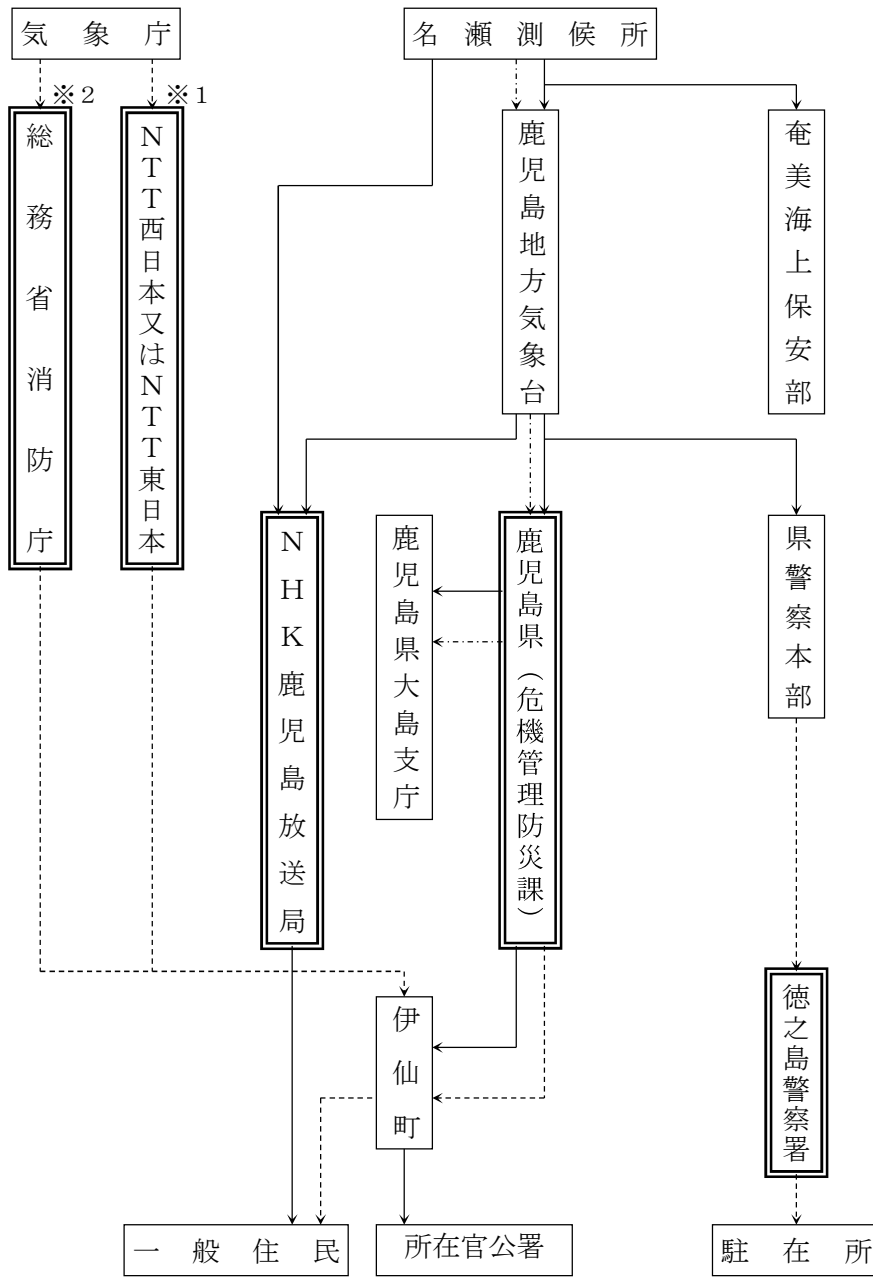 気象庁
名瀬測候所
※2
※1
総務省消防庁
NTT西日本又はNTT東日本
鹿児島地方気象台
奄美海上保安部
NHK鹿児島放送局
鹿児島県大島支庁
鹿児島県（危機管理防災課）
県警察本部
伊仙町
徳之島警察署
一般住民
所在官公署
駐在所